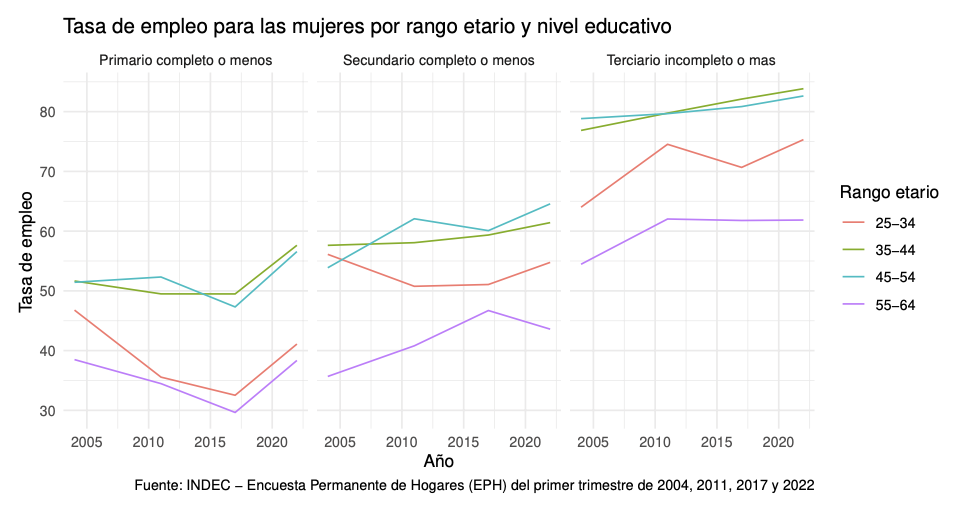 Tasa de empleo para las mujeres por rango etario y nivel educativo
Primario completo o menos
Secundario completo o menos
Terciario incompleto o mas
Tasa de empleo
80
70
60
50
40
30
2005 2010 2015 2020
2005 2010 2015 2020
2005 2010 2015 2020
Año
Rango etario
25–34
35–44
45–54
55–64
Fuente: INDEC – Encuesta Permanente de Hogares (EPH) del primer trimestre de 2004, 2011, 2017 y 2022